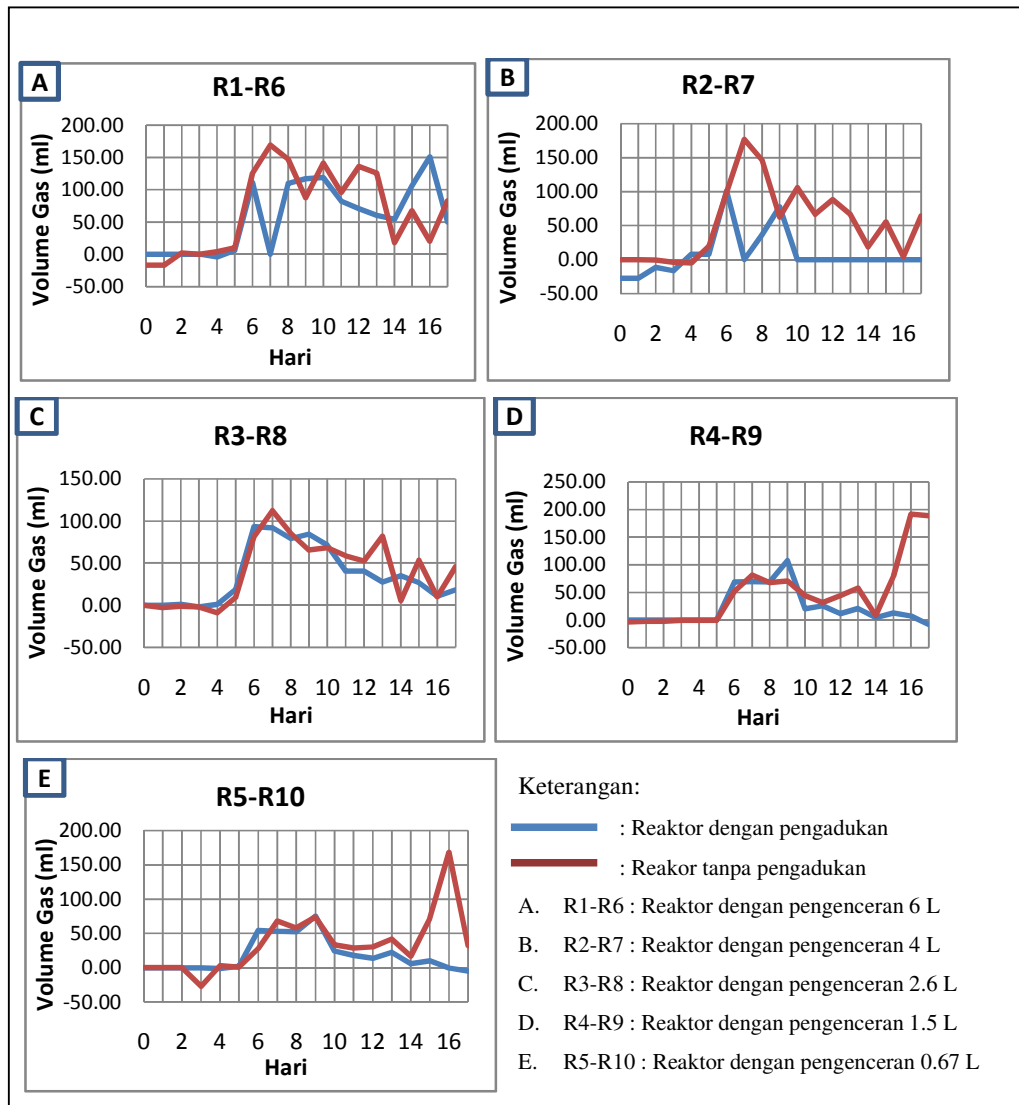 A
R1-R6
Volume Gas (ml)
200.00
150.00
100.00
50.00
0.00
-50.00
0 2 4 6 8 10 12 14 16
Hari
B
R2-R7
Volume Gas (ml)
200.00
150.00
100.00
50.00
0.00
-50.00
0 2 4 6 8 10 12 14 16
C
R3-R8
Volume Gas (ml)
150.00
100.00
50.00
0.00
-50.00
0 2 4 6 8 10 12 14 16
Hari
D
R4-R9
Volume Gas (ml)
250.00
200.00
150.00
100.00
50.00
0.00
-50.00
0 2 4 6 8 10 12 14 16
Hari
E
R5-R10
Volume Gas (ml)
200.00
150.00
100.00
50.00
0.00
-50.00
0 2 4 6 8 10 12 14 16
Keterangan:
: Reaktor dengan pengadukan
: Reakor tanpa pengadukan
A. R1-R6 : Reaktor dengan pengenceran 6 L
B. R2-R7 : Reaktor dengan pengenceran 4 L
C. R3-R8 : Reaktor dengan pengenceran 2.6 L
D. R4-R9 : Reaktor dengan pengenceran 1.5 L
E. R5-R10 : Reaktor dengan pengenceran 0.67 L